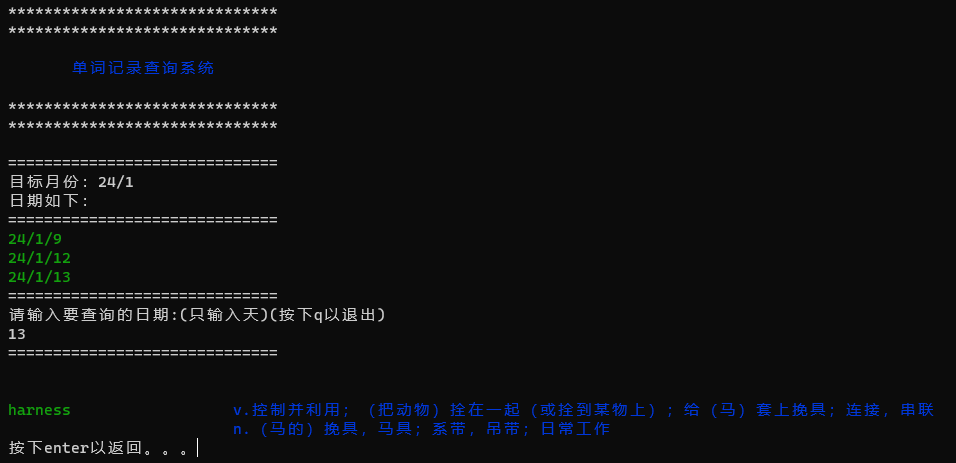 ******************************
******************************
单词记录查询系统
******************************
******************************
==============================
目标月份: 24/1
日期如下:
==============================
24/1/9
24/1/12
24/1/13
==============================
请输入要查询的日期:(只输入天)(按下q以退出)
13
==============================
harness v.控制并利用; (把动物) 拴在一起 (或拴到某物上) ; 给 (马) 套上挽具; 连接, 串联
n. (马的) 挽具, 马具; 系带, 吊带; 日常工作
按下enter以返回。。。